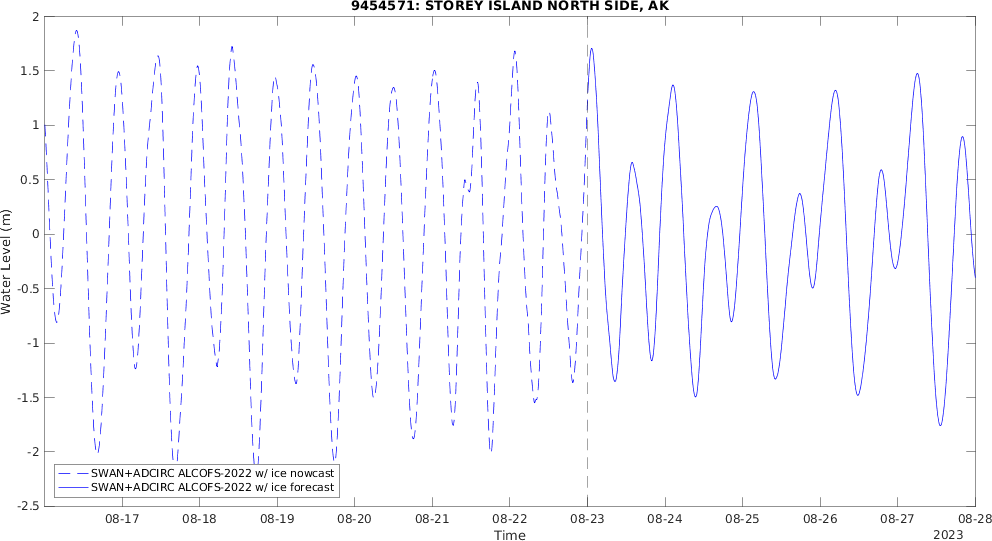 9454571: STOREY ISLAND NORTH SIDE, AK
Water Level (m)
2
1.5
1
0.5
0
-0.5
-1
-1.5
-2
-2.5
SWAN+ADCIRC ALCOFS-2022 w/ ice nowcast
SWAN+ADCIRC ALCOFS-2022 w/ ice forecast
08-17 08-18 08-19 08-20 08-21 08-22 08-23 08-24 08-25 08-26 08-27 08-28
Time
2023